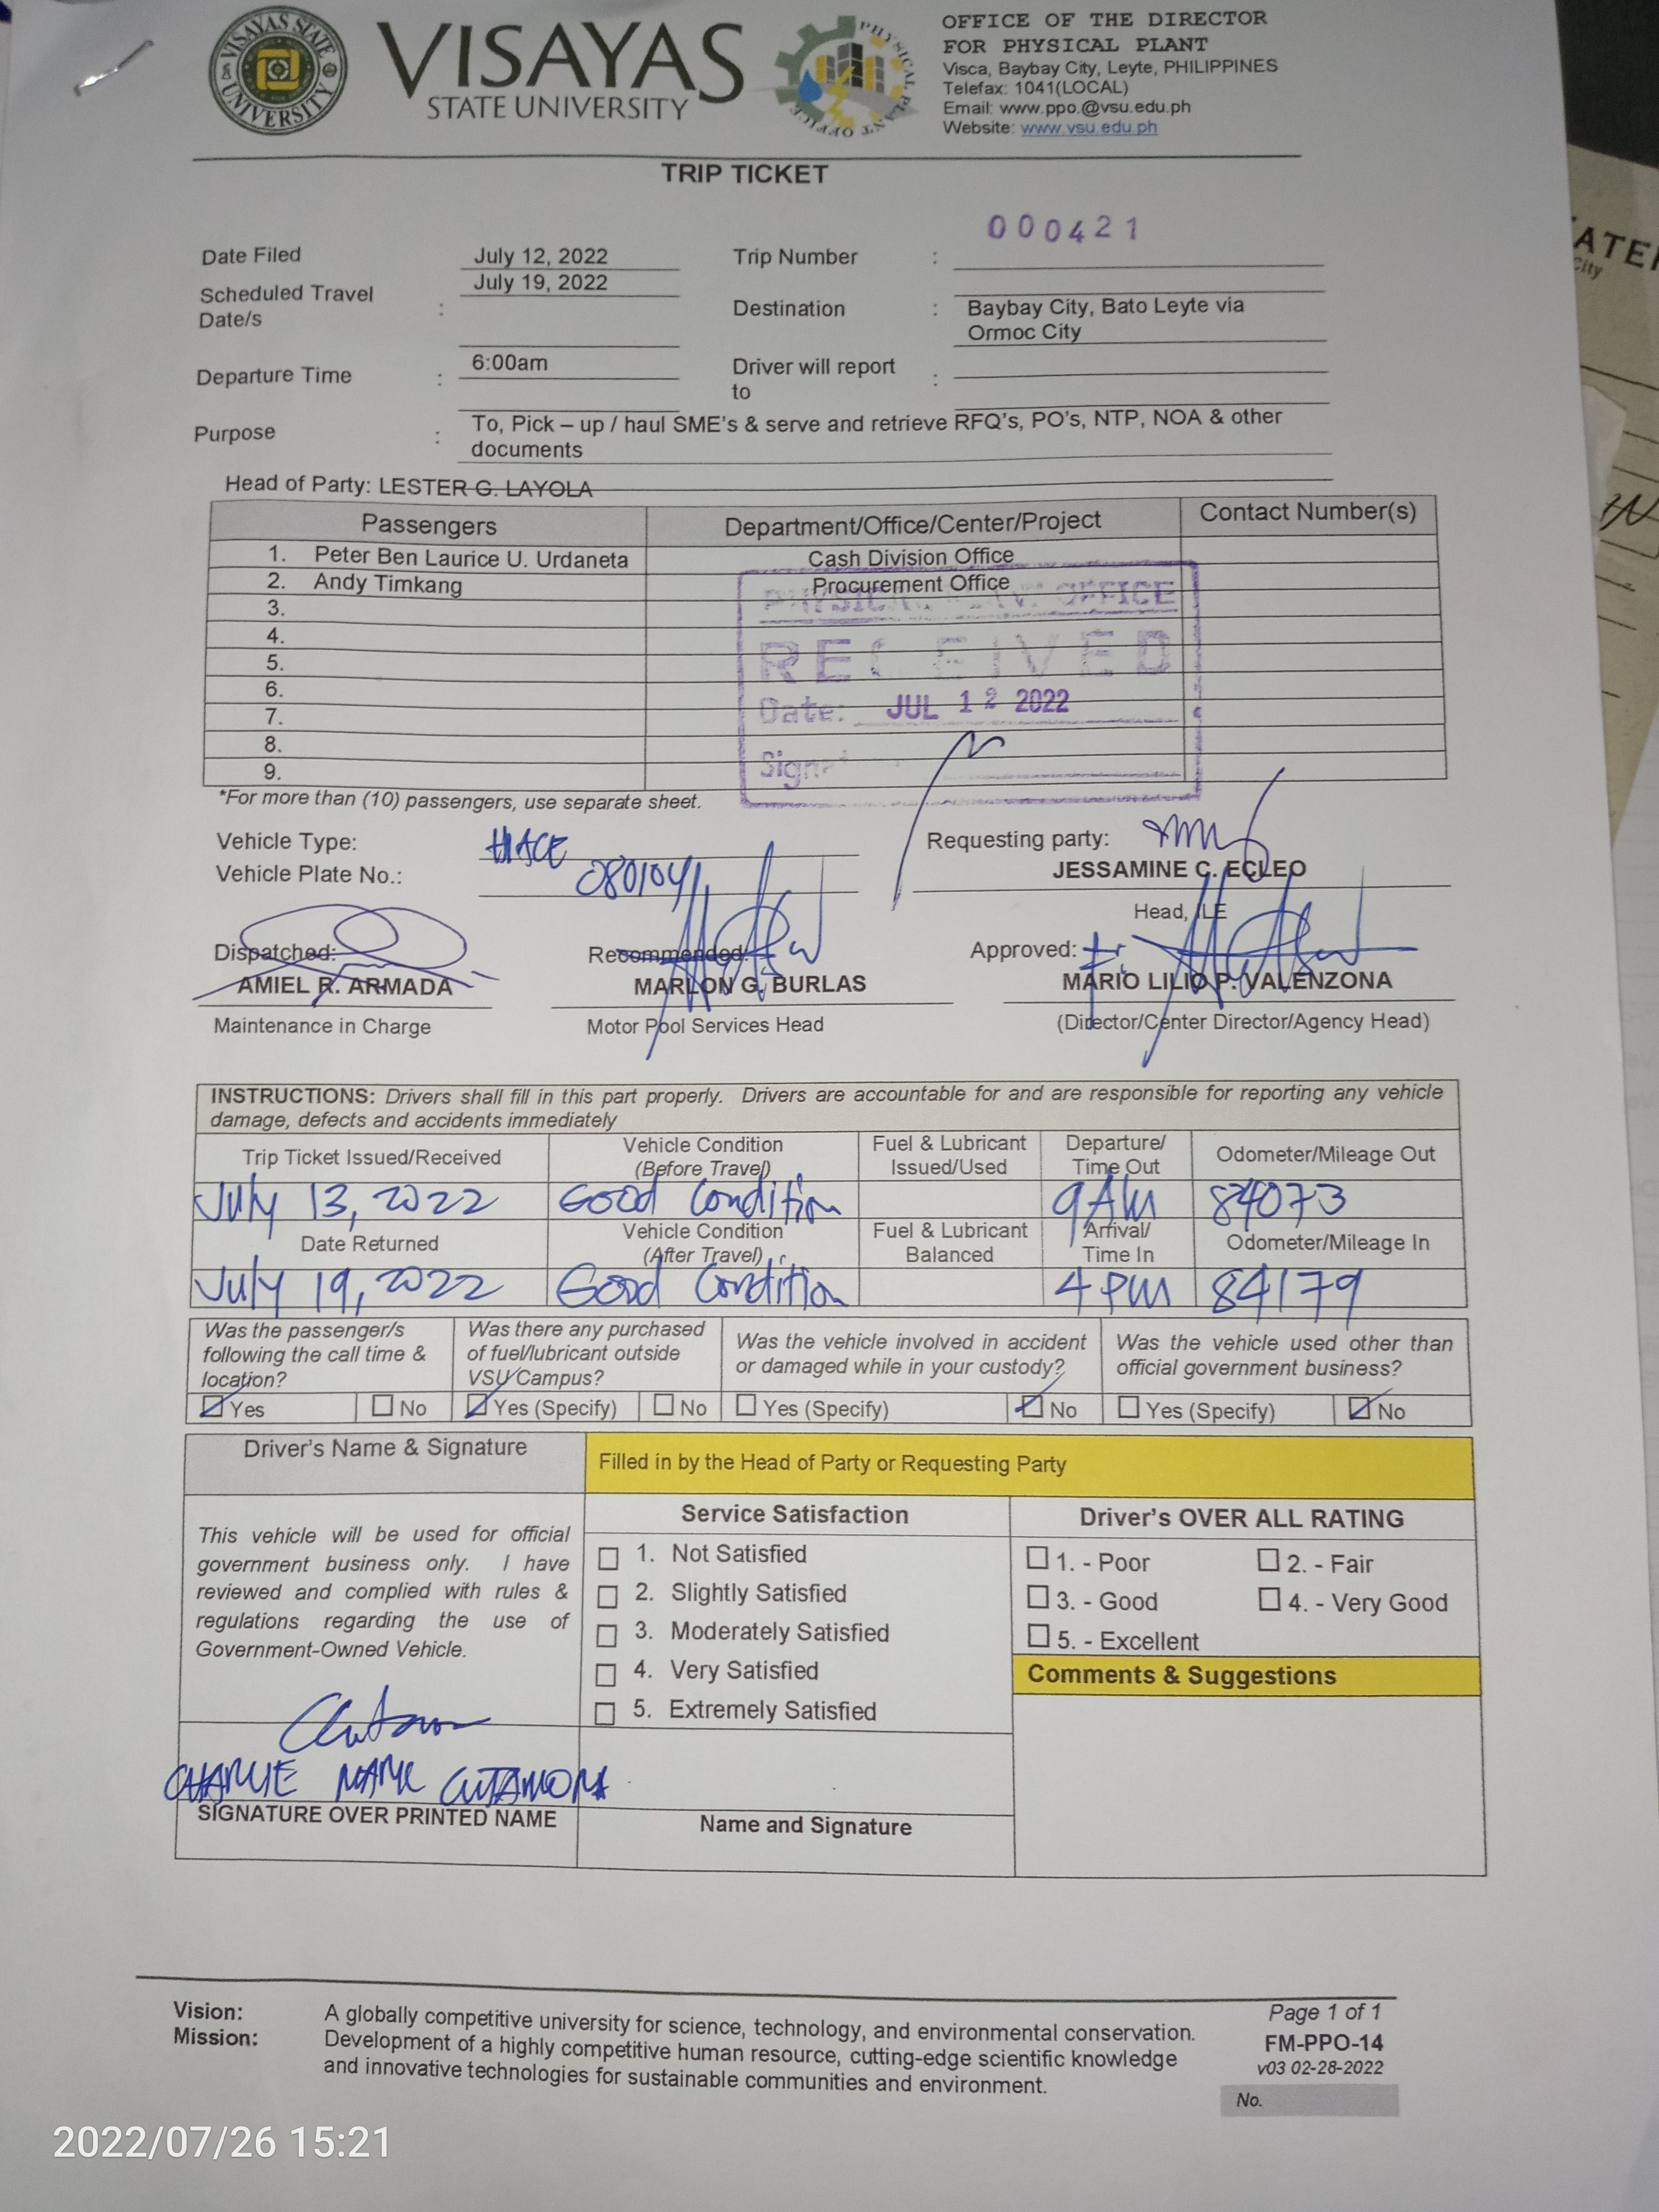 VISAYAS STATE UNIVERSITY
VISAYAS
STATE UNIVERSITY
PHYSICAL PLANT OFFICE
OFFICE OF THE DIRECTOR
FOR PHYSICAL PLANT
Visca, Baybay City, Leyte, PHILIPPINES
Telefax: 1041(LOCAL)
Email: www.ppo.@vsu.edu.ph
Website: www.vsu.edu.ph
TRIP TICKET
000421
Date Filed July 12, 2022 Trip Number :
Scheduled Travel Date/s : July 19, 2022 Destination : Baybay City, Bato Leyte via
Ormoc City
Departure Time : 6:00am Driver will report to :
Purpose : To, Pick – up / haul SME's & serve and retrieve RFQ's, PO's, NTP, NOA & other
documents
Head of Party: LESTER G. LAYOLA
Passengers Department/Office/Center/Project Contact Number(s)
1. Peter Ben Laurice U. Urdaneta Cash Division Office
2. Andy Timkang Procurement Office
3.
4.
5.
6.
7.
8.
9.
OFFICE
RECEIVED
Date: JUL 12 2022
*For more than (10) passengers, use separate sheet.
Vehicle Type: HIACE Requesting party:
Vehicle Plate No.: JESSAMINE C. ECLEO
Head, ILE
Dispatched: Recommended: Approved:
AMIEL R. ARMADA MARLON G. BURLAS MARIO LILIO P. VALENZONA
Maintenance in Charge Motor Pool Services Head (Director/Center Director/Agency Head)
INSTRUCTIONS: Drivers shall fill in this part properly. Drivers are accountable for and are responsible for reporting any vehicle
damage, defects and accidents immediately
Trip Ticket Issued/Received Vehicle Condition (Before Travel) Fuel & Lubricant Issued/Used Departure/ Time Out Odometer/Mileage Out
July 13, 2022 Good Condition 9AM 84073
Date Returned Vehicle Condition (After Travel) Fuel & Lubricant Balanced Arrival/ Time In Odometer/Mileage In
July 19, 2022 Good Condition 4 PM 84179
Was the passenger/s following the call time & location? Was there any purchased of fuel/lubricant outside VSU Campus? Was the vehicle involved in accident or damaged while in your custody? Was the vehicle used other than official government business?
Yes No Yes (Specify) No Yes (Specify) No Yes (Specify) No
Driver's Name & Signature Filled in by the Head of Party or Requesting Party
This vehicle will be used for official
government business only. I have
reviewed and complied with rules &
regulations regarding the use of
Government-Owned Vehicle.
Service Satisfaction
1. Not Satisfied
2. Slightly Satisfied
3. Moderately Satisfied
4. Very Satisfied
5. Extremely Satisfied
Driver's OVER ALL RATING
1. - Poor 2. - Fair
3. - Good 4. - Very Good
5. - Excellent
Comments & Suggestions
CHARLIE MARK CUTAMORA
SIGNATURE OVER PRINTED NAME Name and Signature
Vision: A globally competitive university for science, technology, and environmental conservation.
Mission: Development of a highly competitive human resource, cutting-edge scientific knowledge
and innovative technologies for sustainable communities and environment.
Page 1 of 1
FM-PPO-14
v03 02-28-2022
No.
2022/07/26 15:21